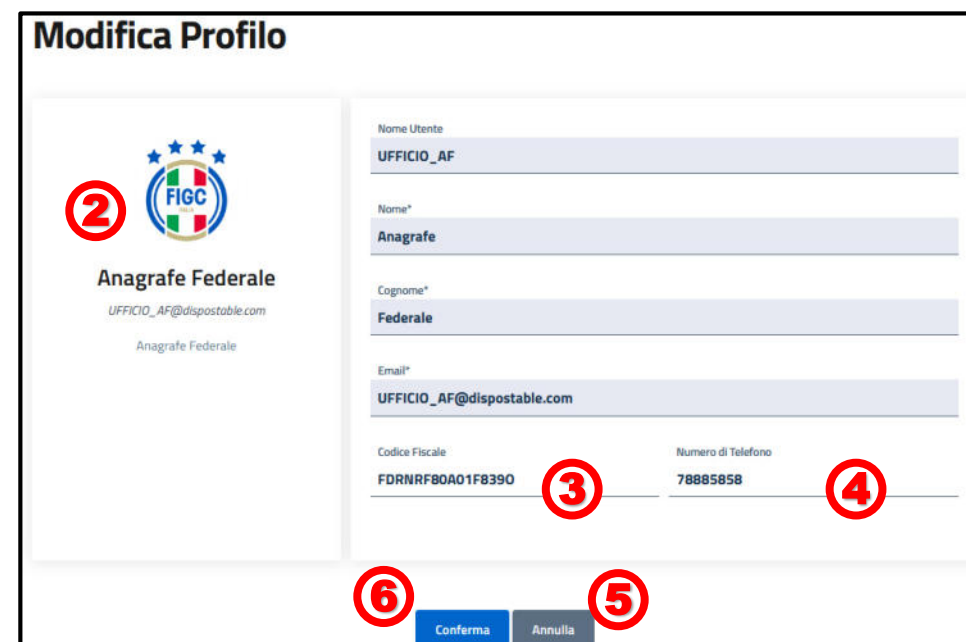 Modifica Profilo
FIGC
ITALIA
2
Anagrafe Federale
UFFICIO_AF@dispostable.com
Anagrafe Federale
Nome Utente
UFFICIO_AF
Nome*
Anagrafe
Cognome*
Federale
Email*
UFFICIO_AF@dispostable.com
Codice Fiscale
FDRNRF80A01F839O
3
Numero di Telefono
78885858
4
6
Conferma
Annulla
5